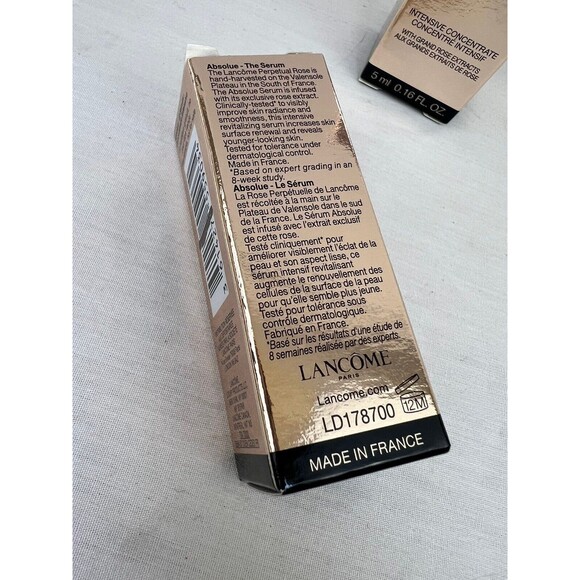 Absolue - The Serum
The Lancôme Perpetual Rose is
hand-harvested on the Valensole
Plateau in the South of France.
The Absolue Serum is infused
with its exclusive rose extract.
Clinically-tested* to visibly
improve skin radiance and
smoothness, this intensive
revitalizing serum increases skin
surface renewal and reveals
younger-looking skin.
Tested for tolerance under
dermatological control.
Made in France.
*Based on expert grading in an
8-week study.
Absolue - Le Sérum
La Rose Perpétuelle de Lancôme
est récoltée à la main sur le
Plateau de Valensole dans le sud
de la France. Le Sérum Absolue
est infusé avec l'extrait exclusif
de cette rose.
Testé cliniquement* pour
améliorer visiblement l'éclat de la
peau et son aspect lisse, ce
sérum intensif revitalisant
augmente le renouvellement des
cellules de la surface de la peau
pour qu'elle semble plus jeune.
Testé pour tolérance sous
contrôle dermatologique.
Fabriqué en France.
*Basé sur les résultats d'une étude de
8 semaines réalisée par des experts.
LANCÔME
PARIS
Lancome.com
LD178700
12M
MADE IN FRANCE
INTENSIVE CONCENTRATE
CONCENTRÉ INTENSIF
WITH GRAND ROSE EXTRACTS
AUX GRANDS EXTRAITS DE ROSE
5 ml 0.16 FL.OZ.